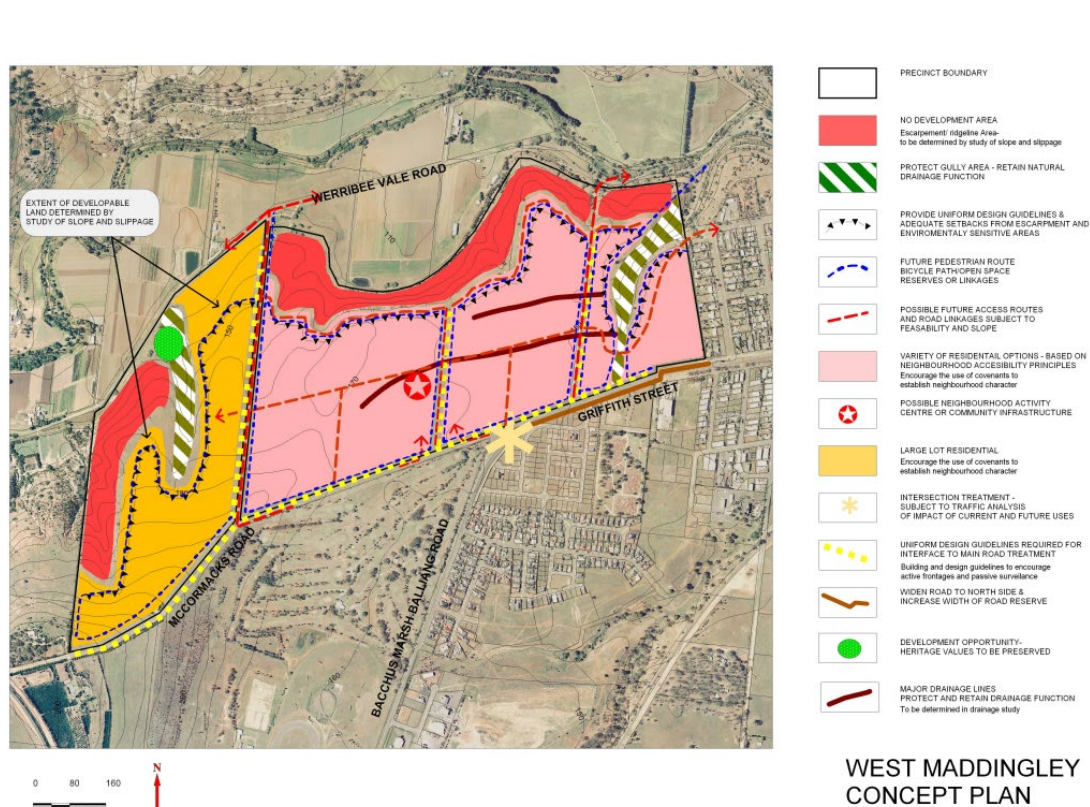 WERRIBEE VALE ROAD
EXTENT OF DEVELOPABLE
LAND DETERMINED BY
STUDY OF SLOPE AND SLIPPAGE
GRIFFITH STREET
MCCORMACKS ROAD
BACCHUS MARSH BALLIANG ROAD
170
150
170
160
0 80 160
N
PRECINCT BOUNDARY
NO DEVELOPMENT AREA
Escarpement/ ridgeline Area-
to be determined by study of slope and slippage
PROTECT GULLY AREA - RETAIN NATURAL
DRAINAGE FUNCTION
PROVIDE UNIFORM DESIGN GUIDELINES &
ADEQUATE SETBACKS FROM ESCARPMENT AND
ENVIROMENTALY SENSITIVE AREAS
FUTURE PEDESTRIAN ROUTE
BICYCLE PATH/OPEN SPACE
RESERVES OR LINKAGES
POSSIBLE FUTURE ACCESS ROUTES
AND ROAD LINKAGES SUBJECT TO
FEASABILITY AND SLOPE
VARIETY OF RESIDENTAIL OPTIONS - BASED ON
NEIGHBOURHOOD ACCESIBILITY PRINCIPLES
Encourage the use of covenants to
establish neighbourhood character
POSSIBLE NEIGHBOURHOOD ACTIVITY
CENTRE OR COMMUNITY INFRASTRUCTURE
LARGE LOT RESIDENTIAL
Encourage the use of covenants to
establish neighbourhood character
INTERSECTION TREATMENT -
SUBJECT TO TRAFFIC ANALYSIS
OF IMPACT OF CURRENT AND FUTURE USES
UNIFORM DESIGN GUIDELINES REQUIRED FOR
INTERFACE TO MAIN ROAD TREATMENT
Building and design guidelines to encourage
active frontages and passive surveilance
WIDEN ROAD TO NORTH SIDE &
INCREASE WIDTH OF ROAD RESERVE
DEVELOPMENT OPPORTUNITY-
HERITAGE VALUES TO BE PRESERVED
MAJOR DRAINAGE LINES
PROTECT AND RETAIN DRAINAGE FUNCTION
To be determined in drainage study
WEST MADDINGLEY
CONCEPT PLAN